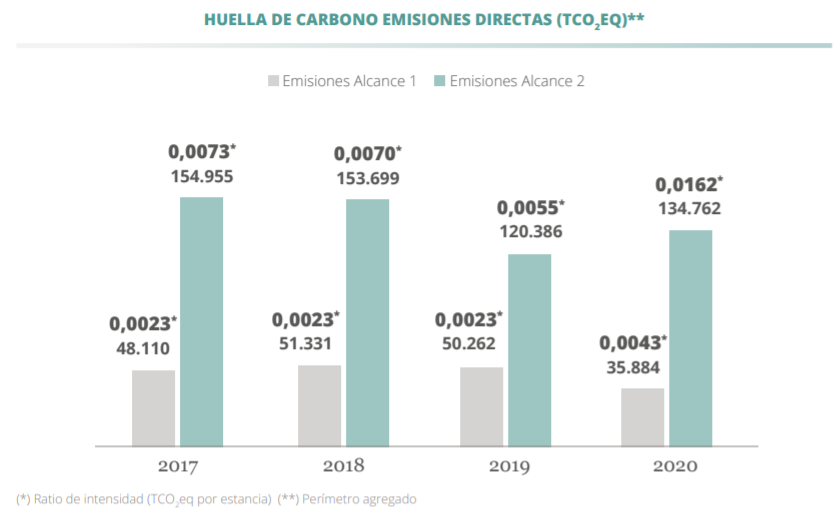 HUELLA DE CARBONO EMISIONES DIRECTAS (TCO₂EQ)**
Emisiones Alcance 1 Emisiones Alcance 2
0,0073* 0,0070*
154.955 153.699
0,0162*
134.762
0,0055*
120.386
0,0023* 0,0023* 0,0023*
48.110 51.331 50.262
0,0043*
35.884
2017 2018 2019 2020
(*) Ratio de intensidad (TCO₂eq por estancia) (**) Perímetro agregado